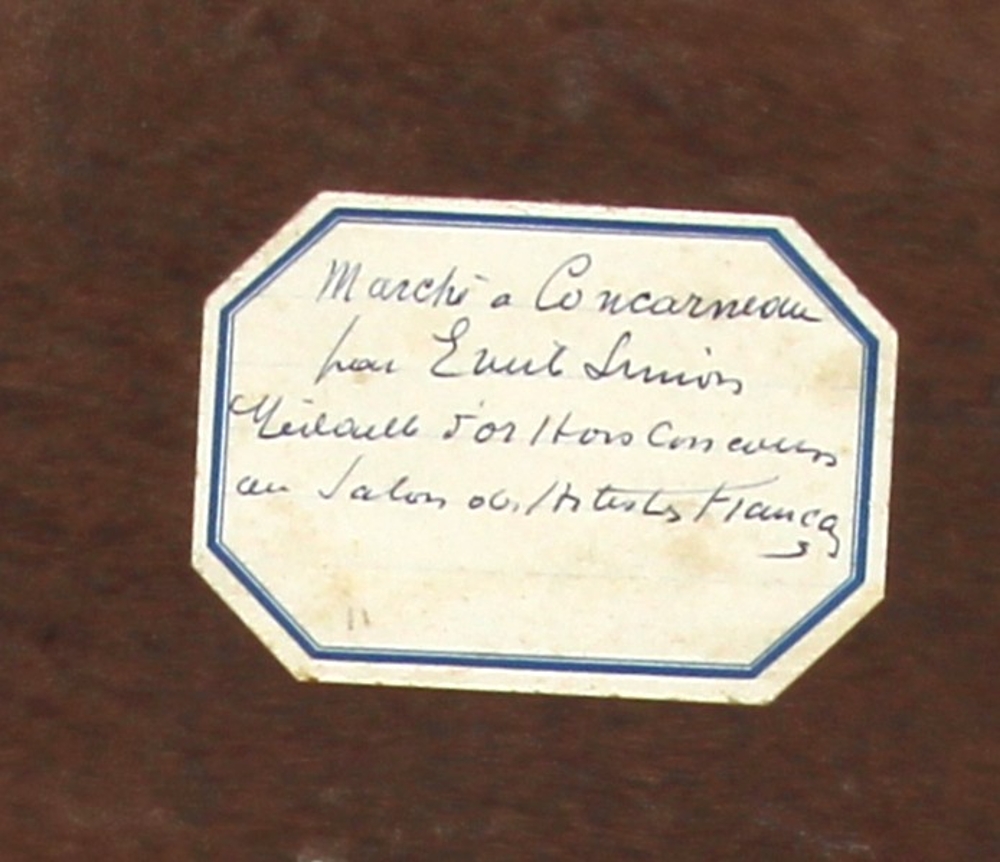 Marché a Concarneau
par Emile Simon
Médaille d'or Hors Concours
au Salon des Artistes Français